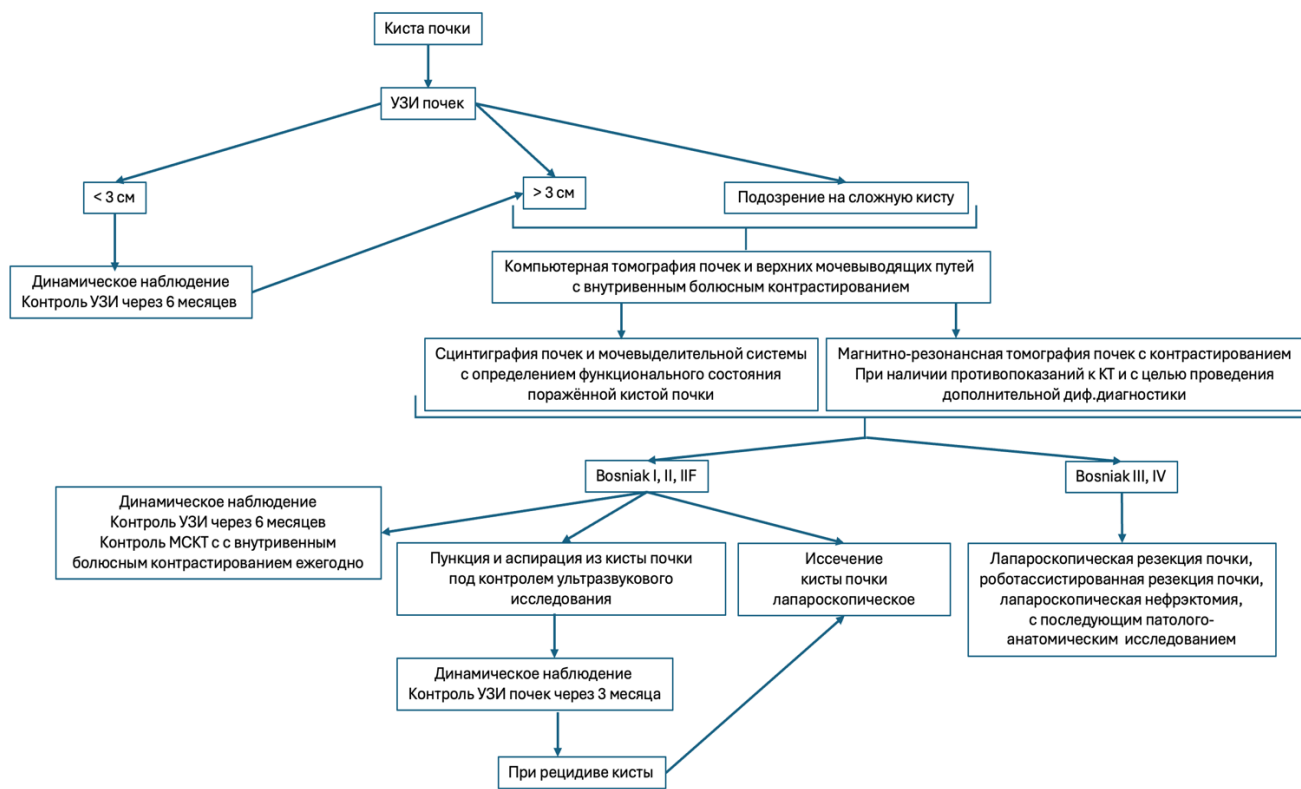 Киста почки
УЗИ почек
< 3 см
> 3 см
Подозрение на сложную кисту
Динамическое наблюдение
Контроль УЗИ через 6 месяцев
Компьютерная томография почек и верхних мочевыводящих путей
с внутривенным болюсным контрастированием
Сцинтиграфия почек и мочевыделительной системы
с определением функционального состояния
поражённой кистой почки
Магнитно-резонансная томография почек с контрастированием
При наличии противопоказаний к КТ и с целью проведения
дополнительной диф.диагностики
Bosniak I, II, IIF
Bosniak III, IV
Динамическое наблюдение
Контроль УЗИ через 6 месяцев
Контроль МСКТ с с внутривенным
болюсным контрастированием ежегодно
Пункция и аспирация из кисты почки
под контролем ультразвукового
исследования
Иссечение
кисты почки
лапароскопическое
Лапароскопическая резекция почки,
роботассистированная резекция почки,
лапароскопическая нефрэктомия,
с последующим патолого-
анатомическим исследованием
Динамическое наблюдение
Контроль УЗИ почек через 3 месяца
При рецидиве кисты